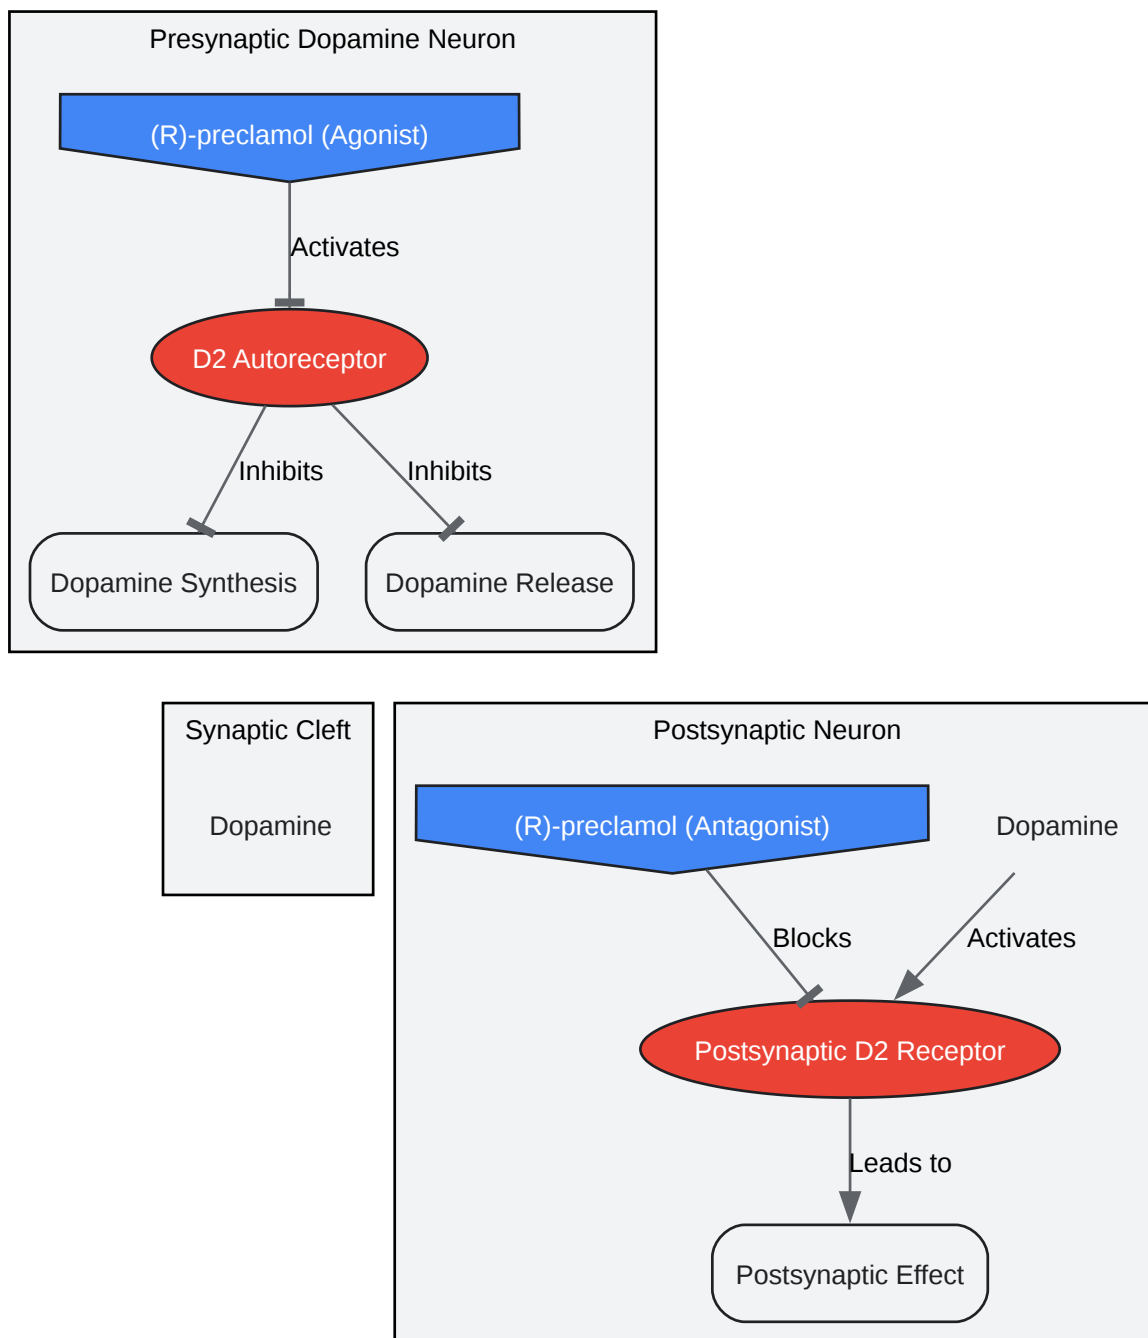 Presynaptic Dopamine Neuron
(R)-preclamol (Agonist)
Activates
D2 Autoreceptor
Inhibits
Inhibits
Dopamine Synthesis
Dopamine Release
Synaptic Cleft
Dopamine
Postsynaptic Neuron
(R)-preclamol (Antagonist)
Dopamine
Blocks
Activates
Postsynaptic D2 Receptor
Leads to
Postsynaptic Effect